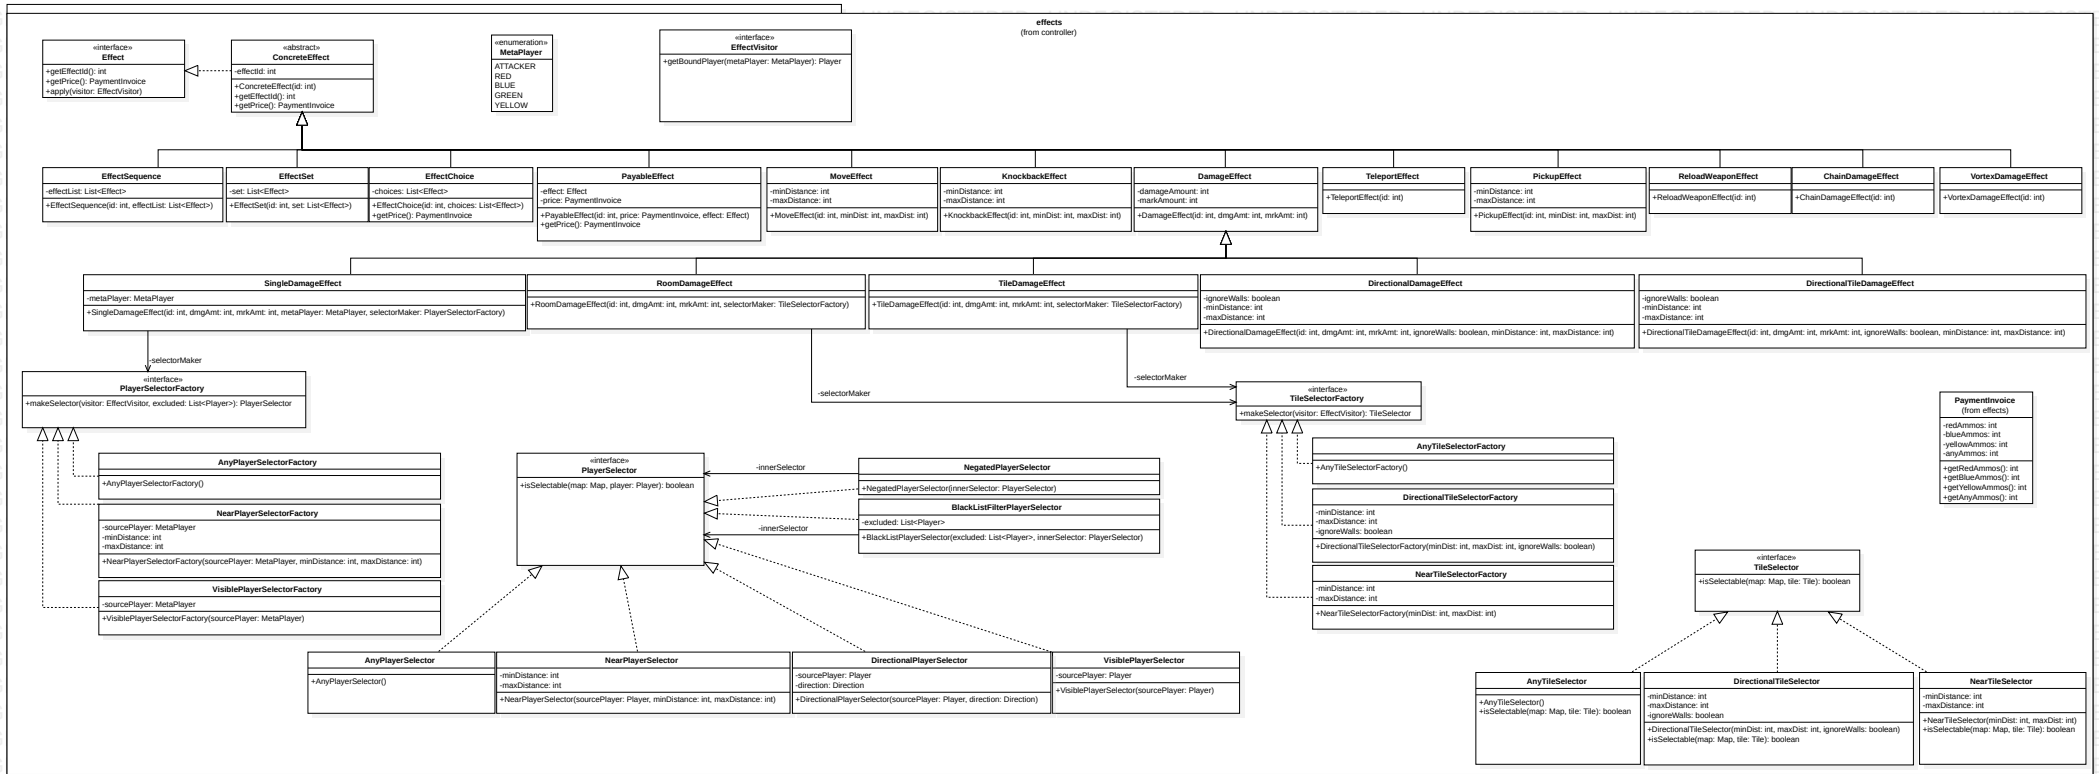 effects
(from controller)
«interface»
Effect
+getEffectId(): int
+getPrice(): PaymentInvoice
+apply(visitor: EffectVisitor)
«abstract»
ConcreteEffect
-effectId: int
+ConcreteEffect(id: int)
+getEffectId(): int
+getPrice(): PaymentInvoice
«enumeration»
MetaPlayer
ATTACKER
RED
BLUE
GREEN
YELLOW
«interface»
EffectVisitor
+getBoundPlayer(metaPlayer: MetaPlayer): Player
EffectSequence
-effectList: List<Effect>
+EffectSequence(id: int, effectList: List<Effect>)
EffectSet
-set: List<Effect>
+EffectSet(id: int, set: List<Effect>)
EffectChoice
-choices: List<Effect>
+EffectChoice(id: int, choices: List<Effect>)
+getPrice(): PaymentInvoice
PayableEffect
-effect: Effect
-price: PaymentInvoice
+PayableEffect(id: int, price: PaymentInvoice, effect: Effect)
+getPrice(): PaymentInvoice
MoveEffect
-minDistance: int
-maxDistance: int
+MoveEffect(id: int, minDist: int, maxDist: int)
KnockbackEffect
-minDistance: int
-maxDistance: int
+KnockbackEffect(id: int, minDist: int, maxDist: int)
DamageEffect
-damageAmount: int
-markAmount: int
+DamageEffect(id: int, dmgAmt: int, mrkAmt: int)
TeleportEffect
+TeleportEffect(id: int)
PickupEffect
-minDistance: int
-maxDistance: int
+PickupEffect(id: int, minDist: int, maxDist: int)
ReloadWeaponEffect
+ReloadWeaponEffect(id: int)
ChainDamageEffect
+ChainDamageEffect(id: int)
VortexDamageEffect
+VortexDamageEffect(id: int)
SingleDamageEffect
-metaPlayer: MetaPlayer
+SingleDamageEffect(id: int, dmgAmt: int, mrkAmt: int, metaPlayer: MetaPlayer, selectorMaker: PlayerSelectorFactory)
RoomDamageEffect
+RoomDamageEffect(id: int, dmgAmt: int, mrkAmt: int, selectorMaker: TileSelectorFactory)
TileDamageEffect
+TileDamageEffect(id: int, dmgAmt: int, mrkAmt: int, selectorMaker: TileSelectorFactory)
DirectionalDamageEffect
-ignoreWalls: boolean
-minDistance: int
-maxDistance: int
+DirectionalDamageEffect(id: int, dmgAmt: int, mrkAmt: int, ignoreWalls: boolean, minDistance: int, maxDistance: int)
DirectionalTileDamageEffect
-ignoreWalls: boolean
-minDistance: int
-maxDistance: int
+DirectionalTileDamageEffect(id: int, dmgAmt: int, mrkAmt: int, ignoreWalls: boolean, minDistance: int, maxDistance: int)
-selectorMaker
-selectorMaker
-selectorMaker
«interface»
PlayerSelectorFactory
+makeSelector(visitor: EffectVisitor, excluded: List<Player>): PlayerSelector
«interface»
TileSelectorFactory
+makeSelector(visitor: EffectVisitor): TileSelector
PaymentInvoice
(from effects)
-redAmmos: int
-blueAmmos: int
-yellowAmmos: int
-anyAmmos: int
+getRedAmmos(): int
+getBlueAmmos(): int
+getYellowAmmos(): int
+getAnyAmmos(): int
AnyPlayerSelectorFactory
+AnyPlayerSelectorFactory()
NearPlayerSelectorFactory
-sourcePlayer: MetaPlayer
-minDistance: int
-maxDistance: int
+NearPlayerSelectorFactory(sourcePlayer: MetaPlayer, minDistance: int, maxDistance: int)
VisiblePlayerSelectorFactory
-sourcePlayer: MetaPlayer
+VisiblePlayerSelectorFactory(sourcePlayer: MetaPlayer)
«interface»
PlayerSelector
+isSelectable(map: Map, player: Player): boolean
-innerSelector
-innerSelector
NegatedPlayerSelector
+NegatedPlayerSelector(innerSelector: PlayerSelector)
BlackListFilterPlayerSelector
-excluded: List<Player>
+BlackListPlayerSelector(excluded: List<Player>, innerSelector: PlayerSelector)
AnyTileSelectorFactory
+AnyTileSelectorFactory()
DirectionalTileSelectorFactory
-minDistance: int
-maxDistance: int
-ignoreWalls: boolean
+DirectionalTileSelectorFactory(minDist: int, maxDist: int, ignoreWalls: boolean)
NearTileSelectorFactory
-minDistance: int
-maxDistance: int
+NearTileSelectorFactory(minDist: int, maxDist: int)
«interface»
TileSelector
+isSelectable(map: Map, tile: Tile): boolean
AnyPlayerSelector
+AnyPlayerSelector()
NearPlayerSelector
-minDistance: int
-maxDistance: int
+NearPlayerSelector(sourcePlayer: Player, minDistance: int, maxDistance: int)
DirectionalPlayerSelector
-sourcePlayer: Player
-direction: Direction
+DirectionalPlayerSelector(sourcePlayer: Player, direction: Direction)
VisiblePlayerSelector
-sourcePlayer: Player
+VisiblePlayerSelector(sourcePlayer: Player)
AnyTileSelector
+AnyTileSelector()
+isSelectable(map: Map, tile: Tile): boolean
DirectionalTileSelector
-minDistance: int
-maxDistance: int
-ignoreWalls: boolean
+DirectionalTileSelector(minDist: int, maxDist: int, ignoreWalls: boolean)
+isSelectable(map: Map, tile: Tile): boolean
NearTileSelector
-minDistance: int
-maxDistance: int
+NearTileSelector(minDist: int, maxDist: int)
+isSelectable(map: Map, tile: Tile): boolean